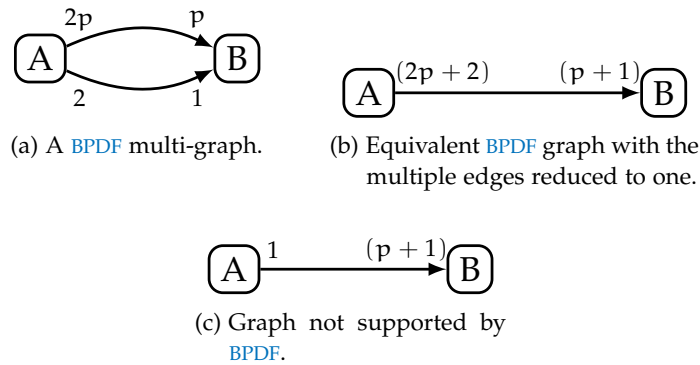 2p p
A B
2 1
(a) A BPDF multi-graph.
(2p + 2) (p + 1)
A B
(b) Equivalent BPDF graph with the
multiple edges reduced to one.
1 (p + 1)
A B
(c) Graph not supported by
BPDF.